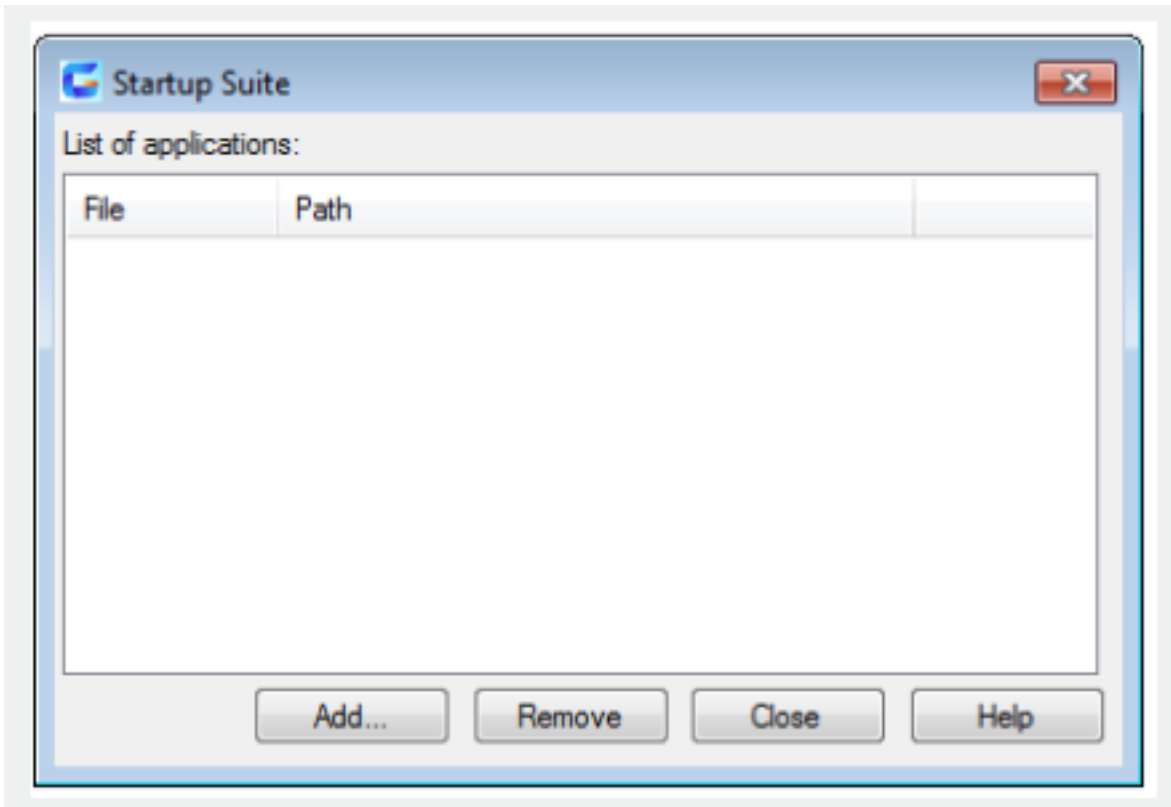 Startup Suite
List of applications:
File Path
Add... Remove Close Help